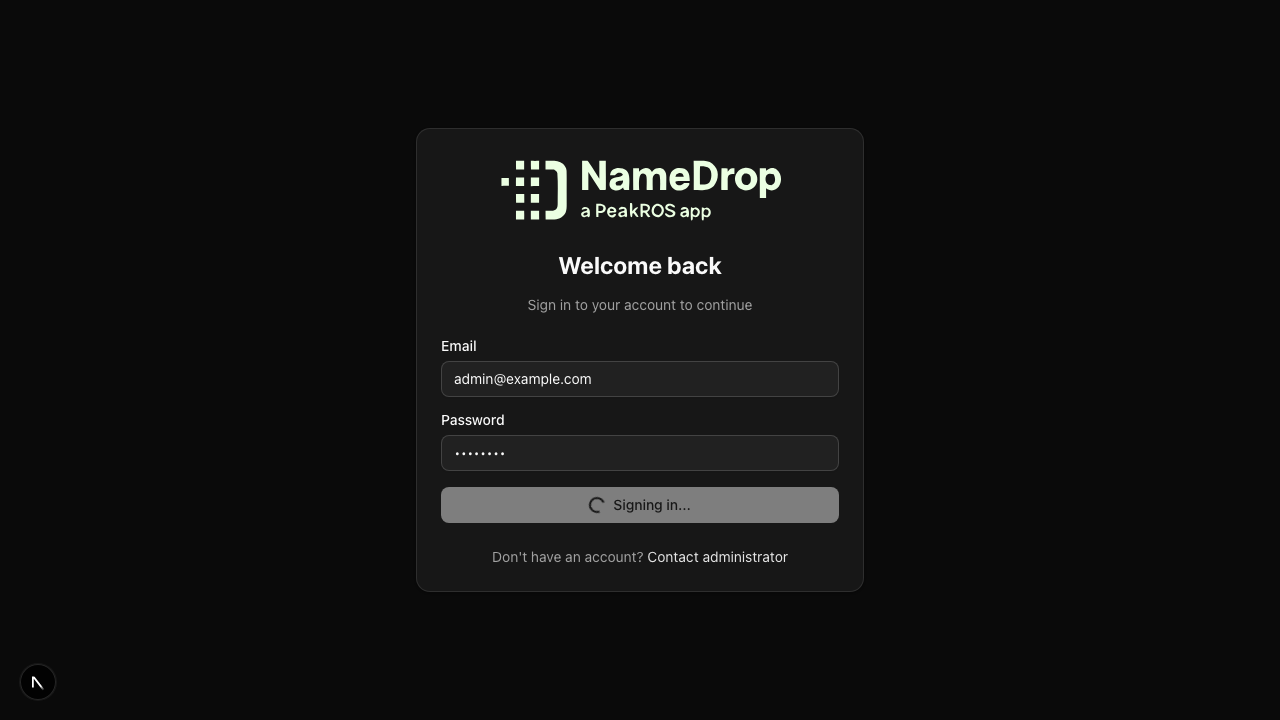 NameDrop
a PeakROS app
Welcome back
Sign in to your account to continue
Email
admin@example.com
Password
••••••••
Signing in...
Don't have an account? Contact administrator